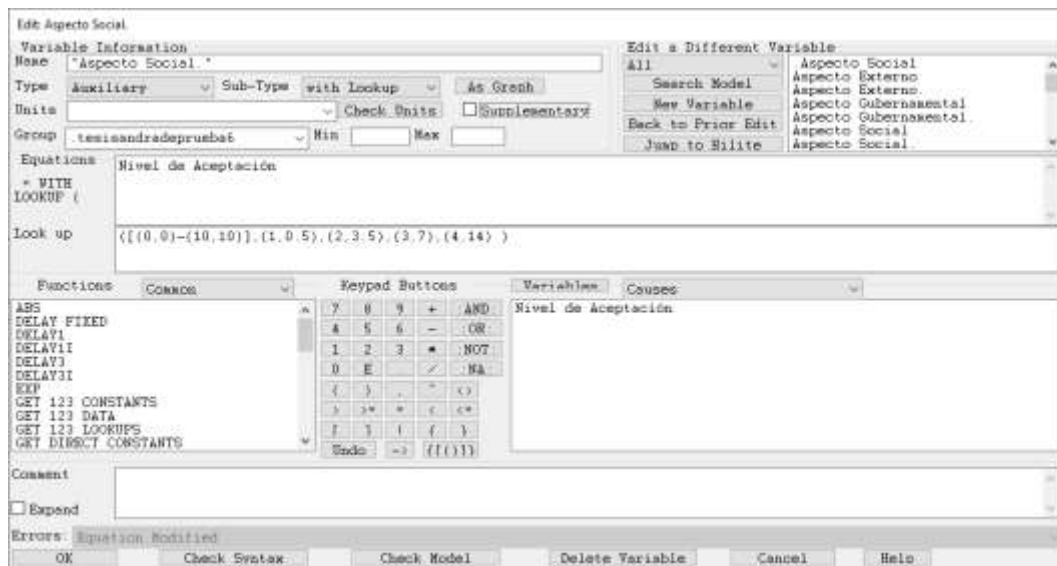 Edit: Aspecto Social.
Variable Information
Edit a Different Variable
Name "Aspecto Social."
Type Auxiliary Sub-Type with Lookup As Graph
Units Check Units Supplementary
Group .tesisandradeprueba6 Min Max
All
Search Model
New Variable
Back to Prior Edit
Jump to Hilite
Aspecto Social
Aspecto Externo
Aspecto Externo.
Aspecto Gubernamental
Aspecto Gubernamental.
Aspecto Social
Aspecto Social.
Equations
= WITH
LOOKUP (
Nivel de Aceptación
Look up
([(0,0)-(10,10)],(1,0.5),(2,3.5),(3,7),(4,14) )
Functions Common
Keypad Buttons
Variables Causes
ABS
DELAY FIXED
DELAY1
DELAY1I
DELAY3
DELAY3I
EXP
GET 123 CONSTANTS
GET 123 DATA
GET 123 LOOKUPS
GET DIRECT CONSTANTS
7 8 9 + :AND:
4 5 6 - :OR:
1 2 3 * :NOT:
0 E . / :NA:
( ) , ^ <>
> >= = < <=
[ ] ! { }
Undo -> {[()]}
Nivel de Aceptación
Comment
Expand
Errors: Equation Modified
OK Check Syntax Check Model Delete Variable Cancel Help